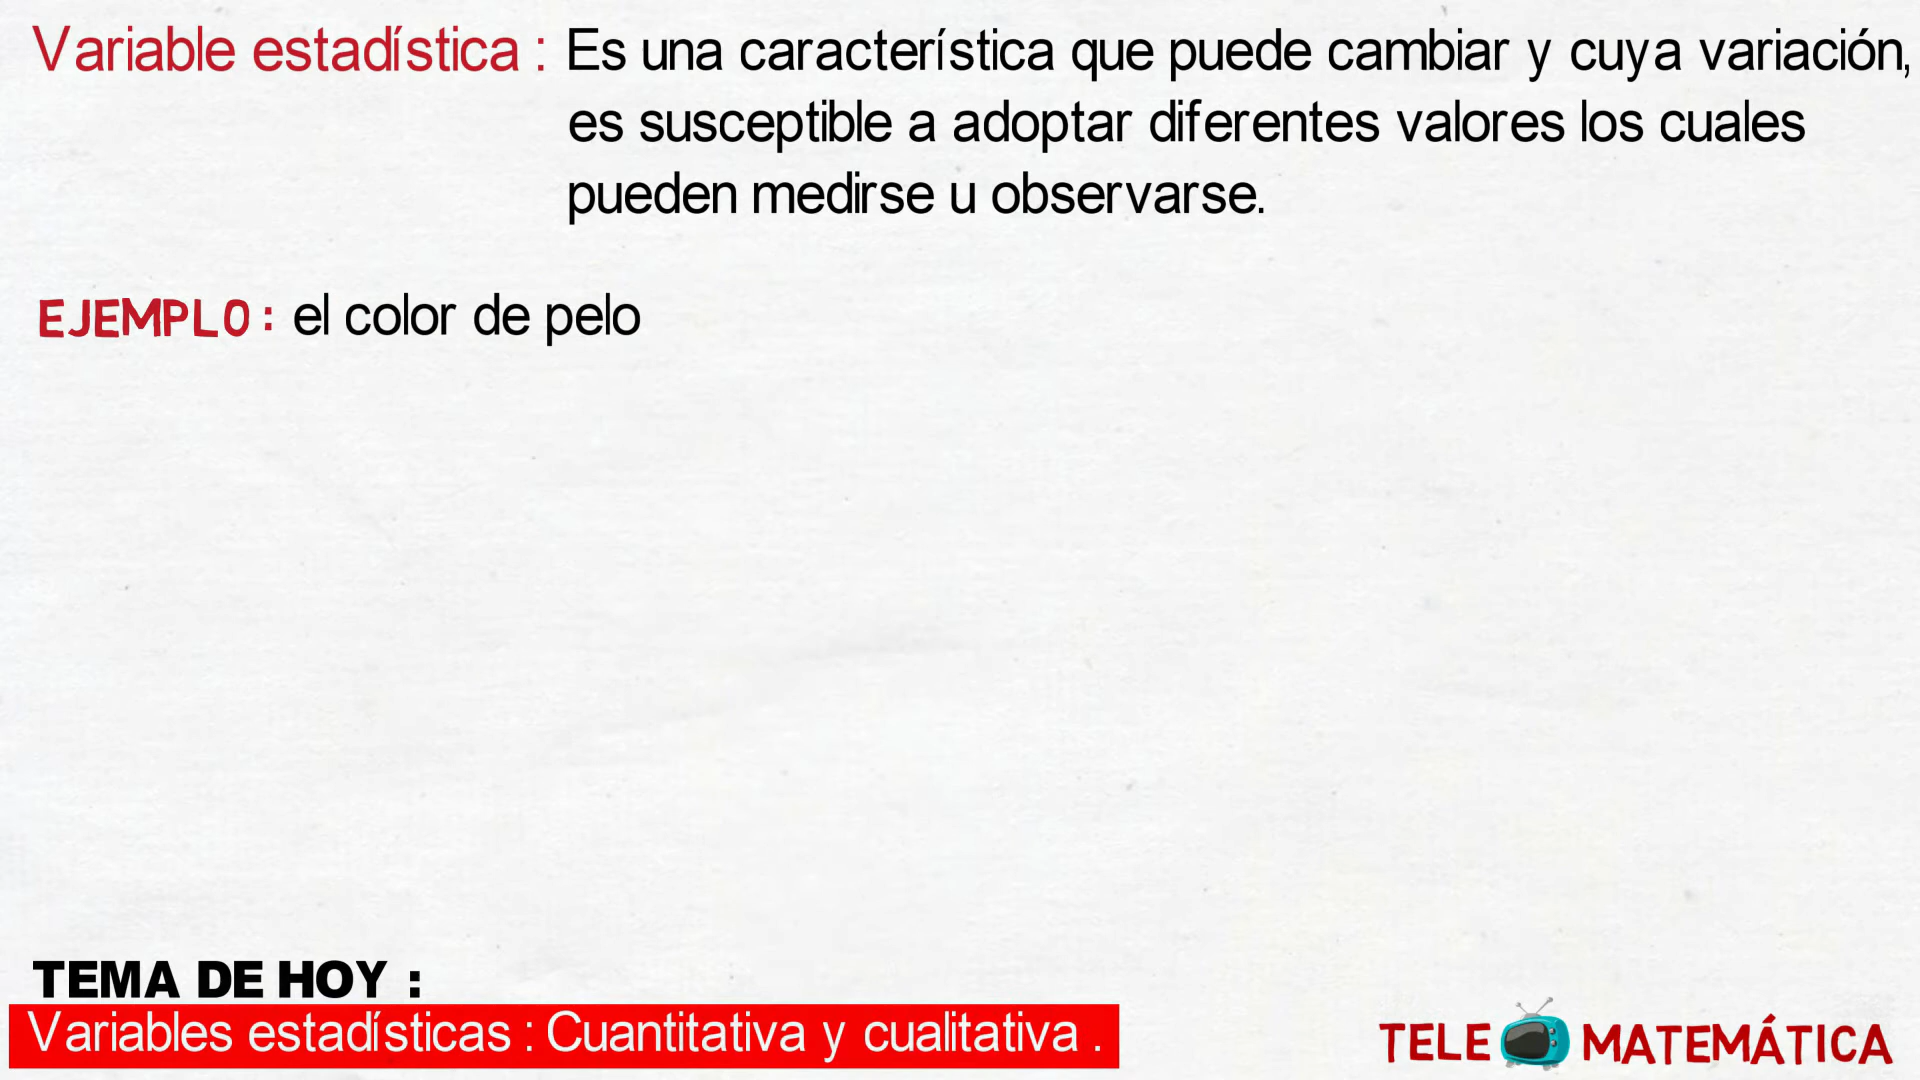 Variable estadística : Es una característica que puede cambiar y cuya variación,
es susceptible a adoptar diferentes valores los cuales
pueden medirse u observarse.
EJEMPLO : el color de pelo
TEMA DE HOY :
Variables estadísticas : Cuantitativa y cualitativa .
TELE MATEMÁTICA